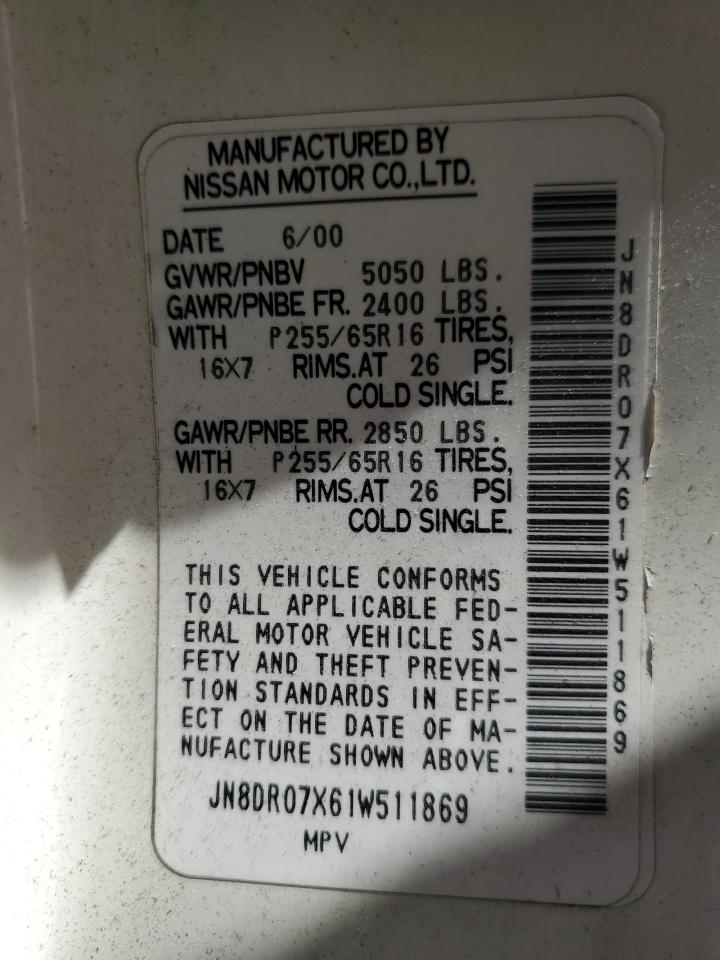 MANUFACTURED BY
NISSAN MOTOR CO.,LTD.
DATE 6/00
GVWR/PNBV 5050 LBS.
GAWR/PNBE FR. 2400 LBS.
WITH P255/65R16 TIRES,
16X7 RIMS.AT 26 PSI
COLD SINGLE.
GAWR/PNBE RR. 2850 LBS.
WITH P255/65R16 TIRES,
16X7 RIMS.AT 26 PSI
COLD SINGLE.
THIS VEHICLE CONFORMS
TO ALL APPLICABLE FED-
ERAL MOTOR VEHICLE SA-
FETY AND THEFT PREVEN-
TION STANDARDS IN EFF-
ECT ON THE DATE OF MA-
NUFACTURE SHOWN ABOVE.
JN8DR07X61W511869
MPV
JN8DR07X61W511869